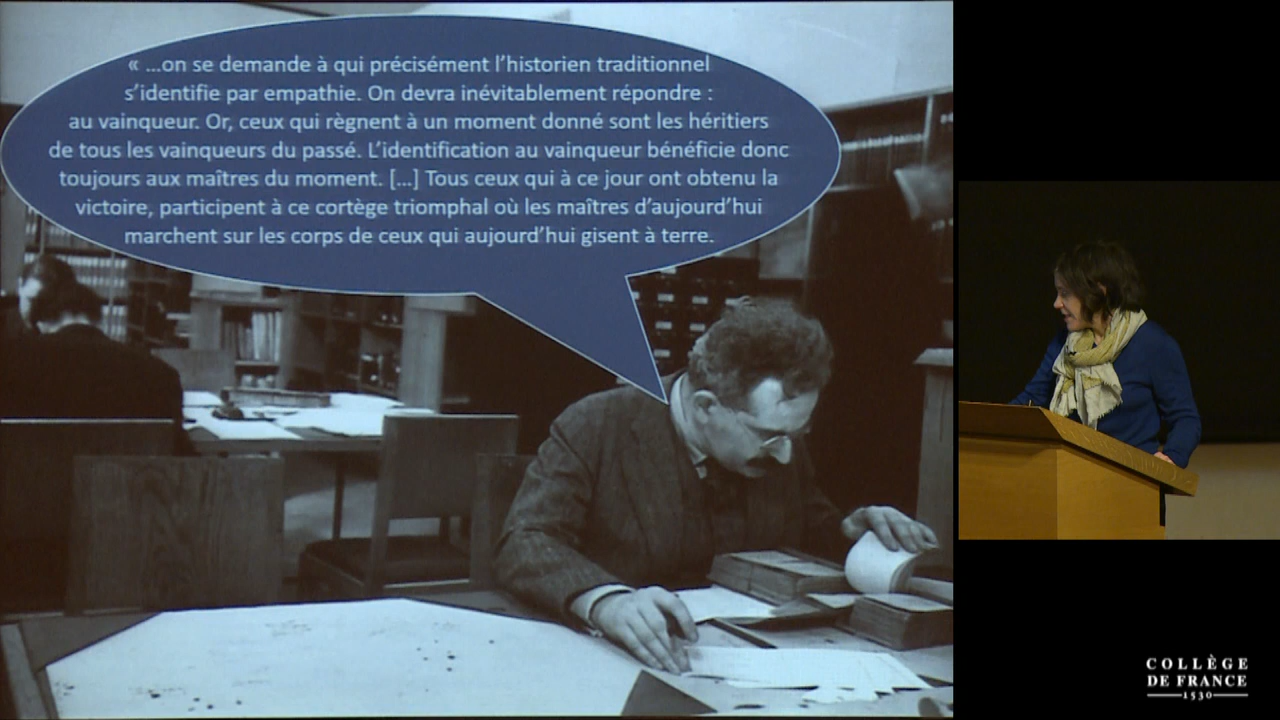 « ...on se demande à qui précisément l'historien traditionnel
s'identifie par empathie. On devra inévitablement répondre :
au vainqueur. Or, ceux qui règnent à un moment donné sont les héritiers
de tous les vainqueurs du passé. L'identification au vainqueur bénéficie donc
toujours aux maîtres du moment. [...] Tous ceux qui à ce jour ont obtenu la
victoire, participent à ce cortège triomphal où les maîtres d'aujourd'hui
marchent sur les corps de ceux qui aujourd'hui gisent à terre.
COLLÈGE
DE FRANCE
1530